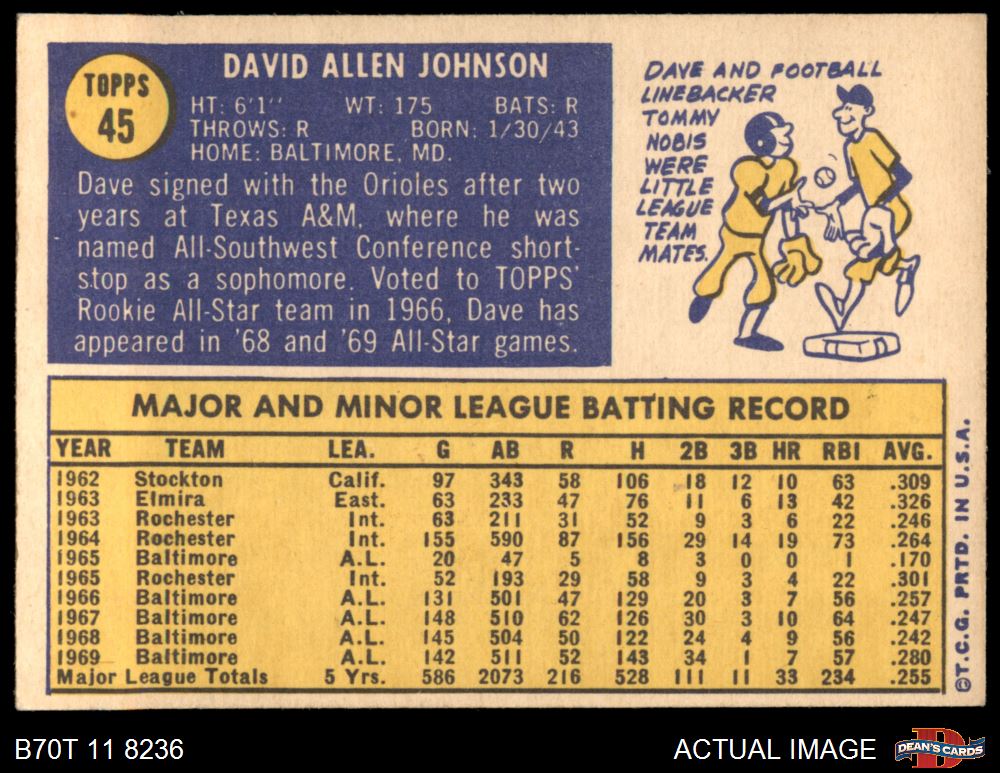 TOPPS
45
DAVID ALLEN JOHNSON
HT: 6'1" WT: 175 BATS: R
THROWS: R BORN: 1/30/43
HOME: BALTIMORE, MD.
Dave signed with the Orioles after two
years at Texas A&M, where he was
named All-Southwest Conference short-
stop as a sophomore. Voted to TOPPS'
Rookie All-Star team in 1966, Dave has
appeared in '68 and '69 All-Star games.
DAVE AND FOOTBALL
LINEBACKER
TOMMY
NOBIS
WERE
LITTLE
LEAGUE
TEAM
MATES.
MAJOR AND MINOR LEAGUE BATTING RECORD
YEAR TEAM LEA. G AB R H 2B 3B HR RBI AVG.
1962 Stockton Calif. 97 343 58 106 18 12 10 63 .309
1963 Elmira East. 63 233 47 76 11 6 13 42 .326
1963 Rochester Int. 63 211 31 52 9 3 6 22 .246
1964 Rochester Int. 155 590 87 156 29 14 19 73 .264
1965 Baltimore A.L. 20 47 5 8 3 0 0 1 .170
1965 Rochester Int. 52 193 29 58 9 3 4 22 .301
1966 Baltimore A.L. 131 501 47 129 20 3 7 56 .257
1967 Baltimore A.L. 148 510 62 126 30 3 10 64 .247
1968 Baltimore A.L. 145 504 50 122 24 4 9 56 .242
1969 Baltimore A.L. 142 511 52 143 34 1 7 57 .280
Major League Totals 5 Yrs. 586 2073 216 528 111 11 33 234 .255
©T.C.G. PRTD. IN U.S.A.
B70T 11 8236
ACTUAL IMAGE
DEAN'S CARDS